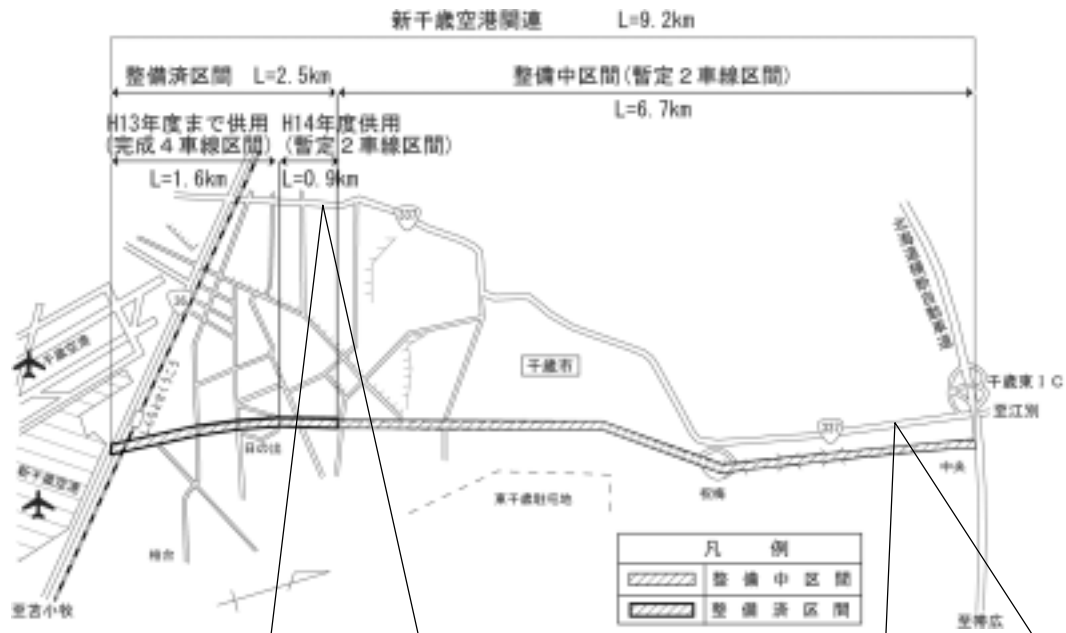 新千歳空港関連 L=9.2km
整備済区間 L=2.5km
整備中区間(暫定２車線区間)
L=6.7km
H13年度まで供用
(完成４車線区間)
H14年度供用
(暫定２車線区間)
L=1.6km
L=0.9km
337
36
北海道横断自動車道
千歳空港
千歳市
千歳東ＩＣ
至江別
337
新千歳空港
東千歳駐屯地
祝梅
中央
至苫小牧
凡例
整備中区間
整備済区間
至帯広